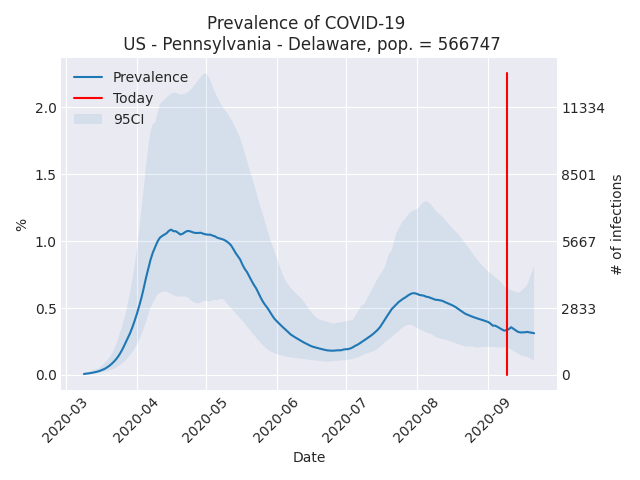 Prevalence of COVID-19
US - Pennsylvania - Delaware, pop. = 566747
Prevalence
Today
95CI
2.0
1.5
1.0
0.5
0.0
%
11334
8501
5667
2833
0
# of infections
2020-03
2020-04
2020-05
2020-06
2020-07
2020-08
2020-09
Date